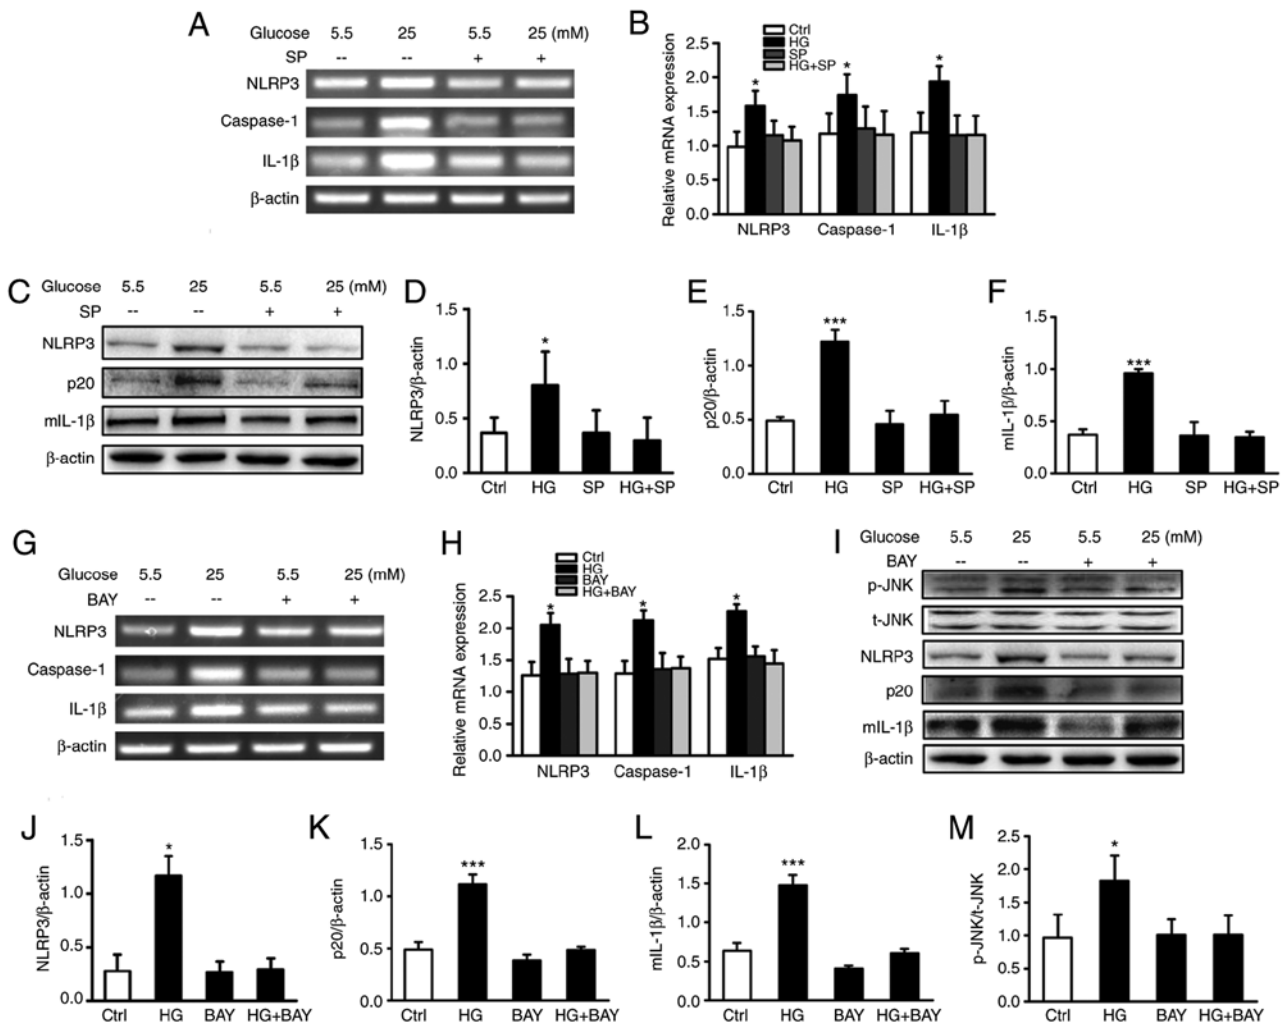 A
Glucose 5.5 25 5.5 25 (mM)
SP -- -- + +
NLRP3
Caspase-1
IL-1β
β-actin
B
Ctrl
HG
SP
HG+SP
Relative mRNA expression
2.5
2.0
1.5
1.0
0.5
0.0
* * *
NLRP3 Caspase-1 IL-1β
C
Glucose 5.5 25 5.5 25 (mM)
SP -- -- + +
NLRP3
p20
mIL-1β
β-actin
D
NLRP3/β-actin
1.5
1.0
0.5
0.0
*
Ctrl HG SP HG+SP
E
p20/β-actin
1.5
1.0
0.5
0.0
***
Ctrl HG SP HG+SP
F
mIL-1β/β-actin
1.5
1.0
0.5
0.0
***
Ctrl HG SP HG+SP
G
Glucose 5.5 25 5.5 25 (mM)
BAY -- -- + +
NLRP3
Caspase-1
IL-1β
β-actin
H
Ctrl
HG
BAY
HG+BAY
Relative mRNA expression
2.5
2.0
1.5
1.0
0.5
0.0
* * *
NLRP3 Caspase-1 IL-1β
I
Glucose 5.5 25 5.5 25 (mM)
BAY -- -- + +
p-JNK
t-JNK
NLRP3
p20
mIL-1β
β-actin
J
NLRP3/β-actin
1.5
1.0
0.5
0.0
*
Ctrl HG BAY HG+BAY
K
p20/β-actin
1.5
1.0
0.5
0.0
***
Ctrl HG BAY HG+BAY
L
mIL-1β/β-actin
2.0
1.5
1.0
0.5
0.0
***
Ctrl HG BAY HG+BAY
M
p-JNK/t-JNK
2.5
2.0
1.5
1.0
0.5
0.0
*
Ctrl HG BAY HG+BAY